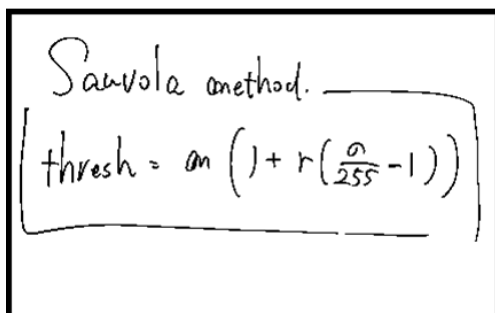 Sauvola method.
thresh = m (1 + r(σ/255 - 1))